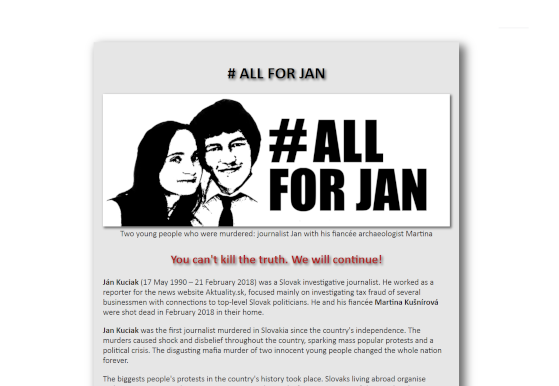 # ALL FOR JAN
#ALL
FOR JAN
Two young people who were murdered: journalist Jan with his fiancée archaeologist Martina
You can't kill the truth. We will continue!
Ján Kuciak (17 May 1990 – 21 February 2018) was a Slovak investigative journalist. He worked as a
reporter for the news website Aktuality.sk, focused mainly on investigating tax fraud of several
businessmen with connections to top-level Slovak politicians. He and his fiancée Martina Kušnírová
were shot dead in February 2018 in their home.
Jan Kuciak was the first journalist murdered in Slovakia since the country's independence. The
murders caused shock and disbelief throughout the country, sparking mass popular protests and a
political crisis. The disgusting mafia murder of two innocent young people changed the whole nation
forever.
The biggest people's protests in the country's history took place. Slovaks living abroad organise